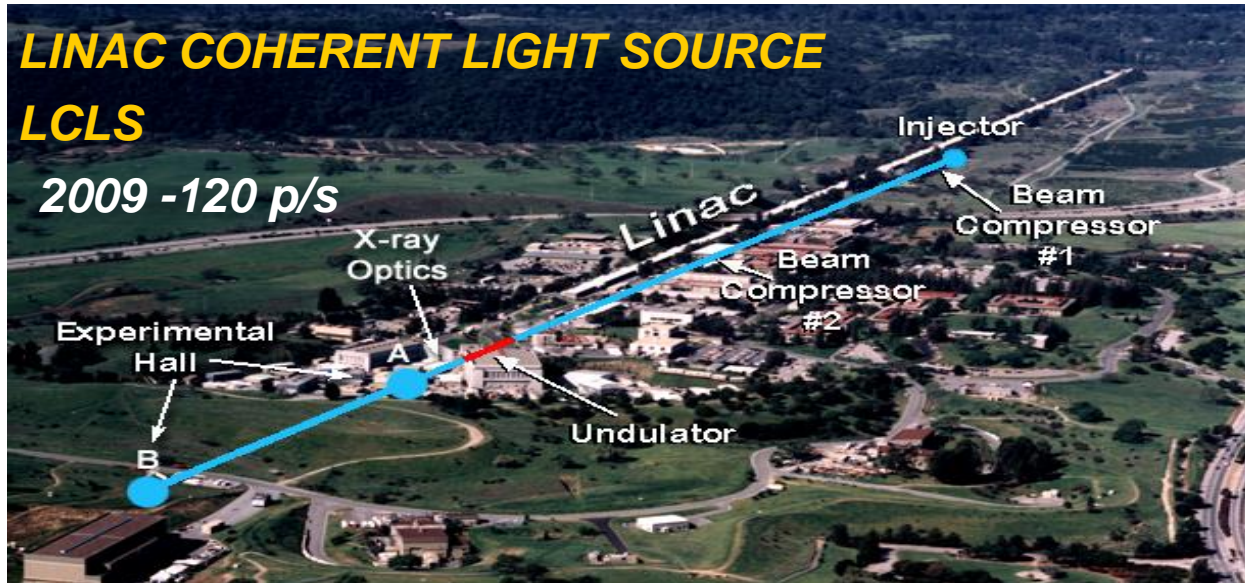 LINAC COHERENT LIGHT SOURCE
LCLS
2009 -120 p/s
Injector
Linac
Beam
Compressor
#1
X-ray
Optics
Beam
Compressor
#2
Experimental
Hall
A
Undulator
B